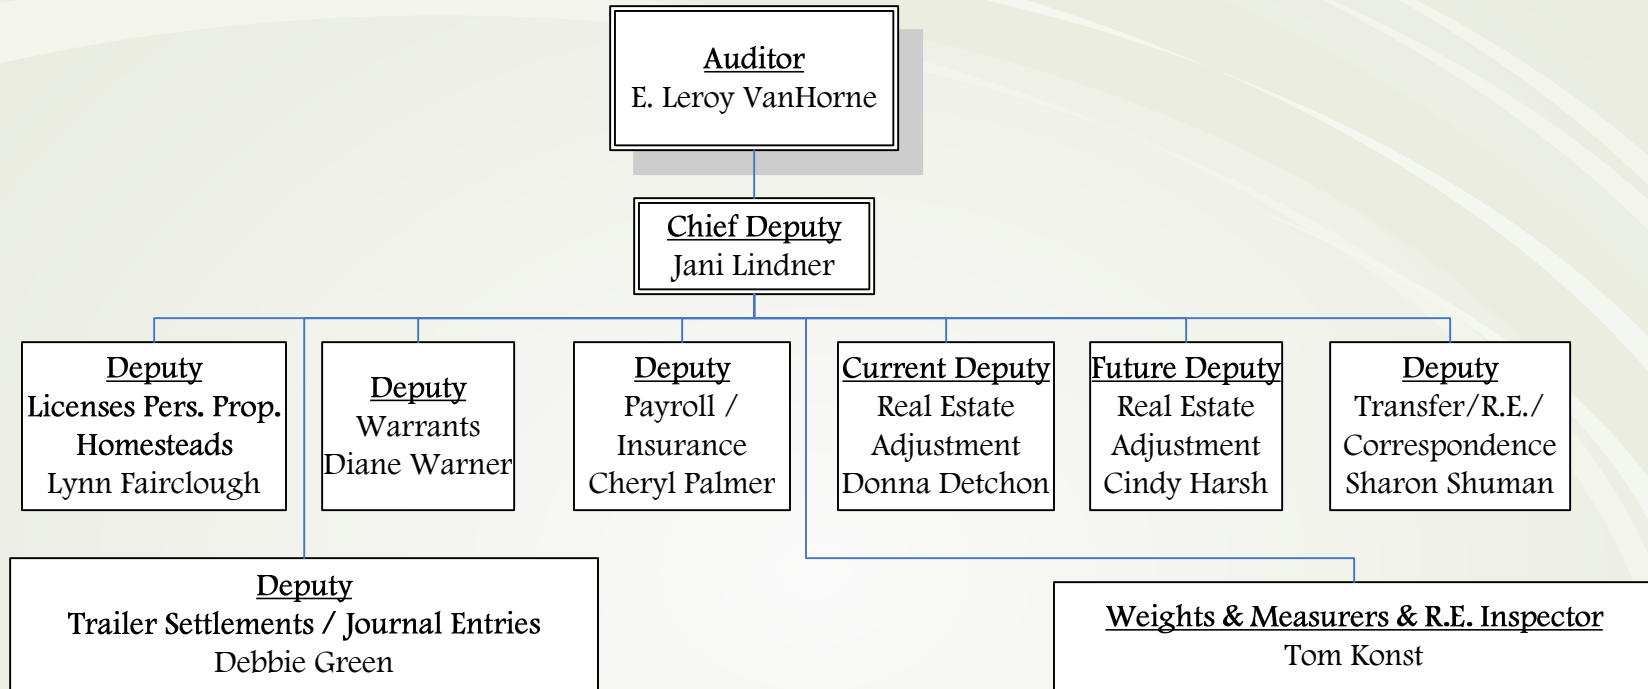 Auditor
E. Leroy VanHorne
Chief Deputy
Jani Lindner
Deputy
Licenses Pers. Prop.
Homesteads
Lynn Fairclough
Deputy
Warrants
Diane Warner
Deputy
Payroll /
Insurance
Cheryl Palmer
Current Deputy
Real Estate
Adjustment
Donna Detchon
Future Deputy
Real Estate
Adjustment
Cindy Harsh
Deputy
Transfer/R.E./
Correspondence
Sharon Shuman
Deputy
Trailer Settlements / Journal Entries
Debbie Green
Weights & Measurers & R.E. Inspector
Tom Konst